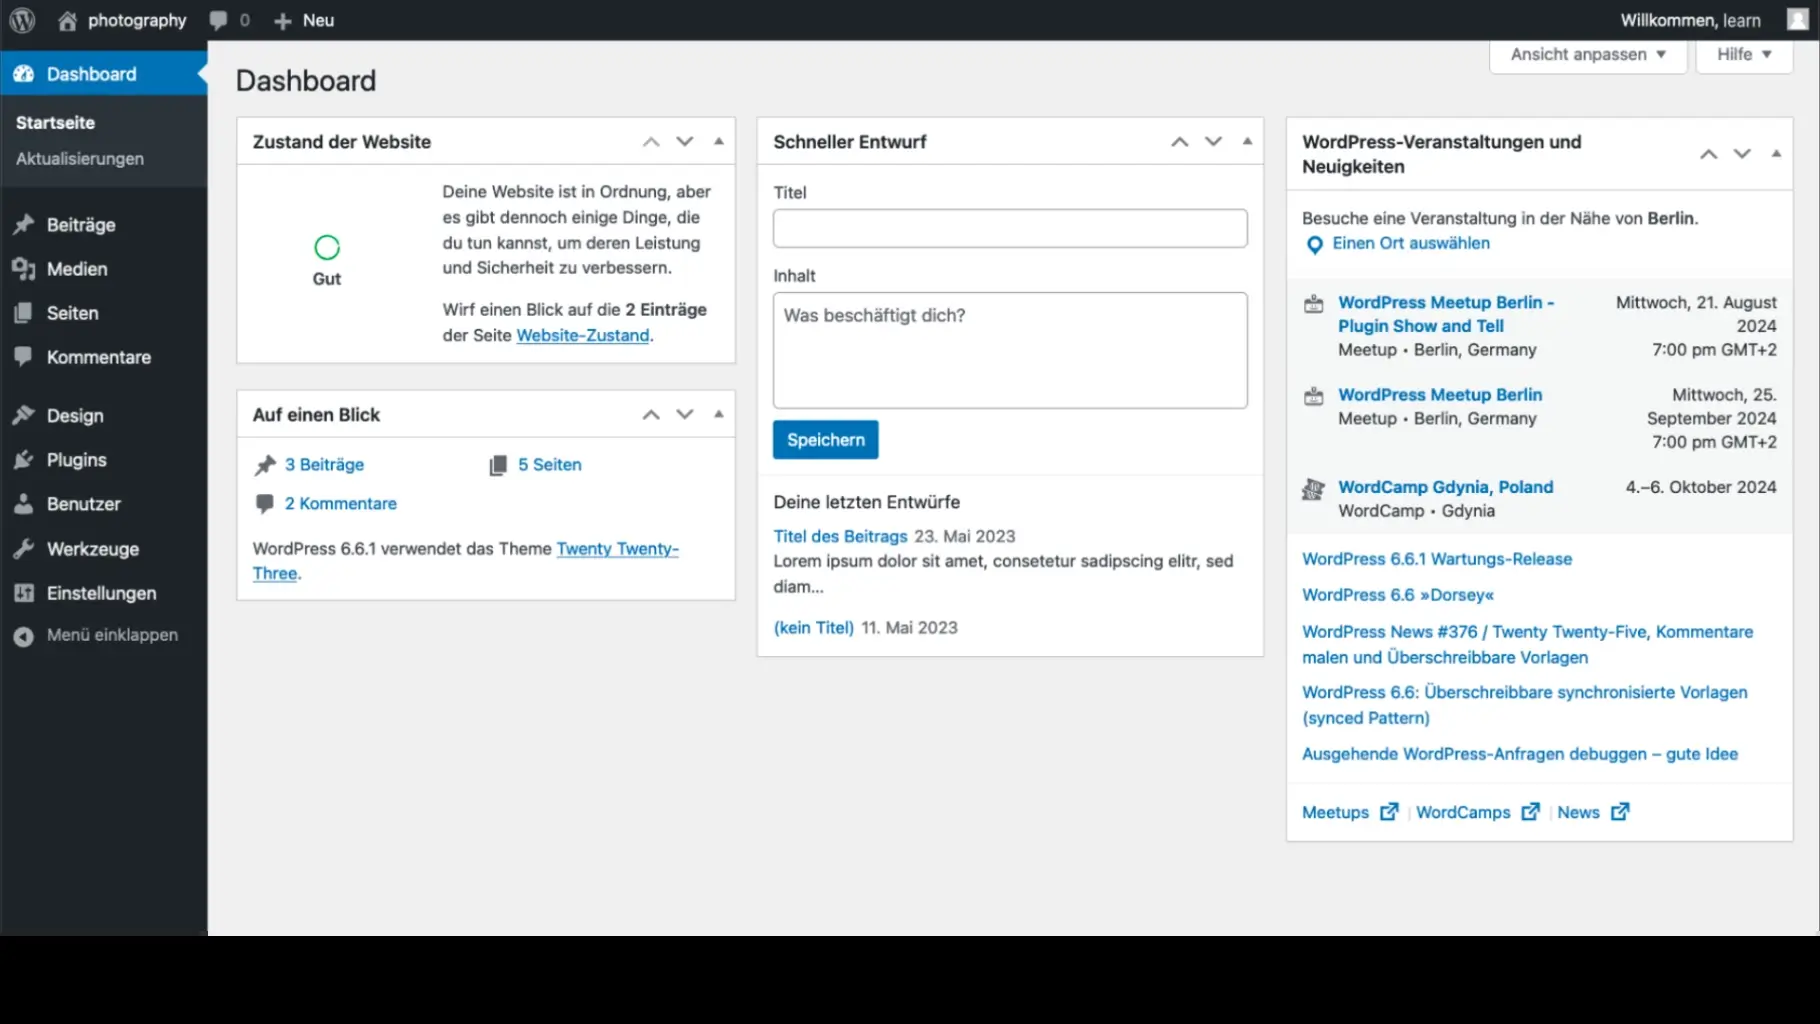 photography
0
Neu
Willkommen, learn
Dashboard
Startseite
Aktualisierungen
Beiträge
Medien
Seiten
Kommentare
Design
Plugins
Benutzer
Werkzeuge
Einstellungen
Menü einklappen
Ansicht anpassen
Hilfe
Dashboard
Zustand der Website
Gut
Deine Website ist in Ordnung, aber
es gibt dennoch einige Dinge, die
du tun kannst, um deren Leistung
und Sicherheit zu verbessern.
Wirf einen Blick auf die 2 Einträge
der Seite Website-Zustand.
Auf einen Blick
3 Beiträge
5 Seiten
2 Kommentare
WordPress 6.6.1 verwendet das Theme Twenty Twenty-
Three.
Schneller Entwurf
Titel
Inhalt
Was beschäftigt dich?
Speichern
Deine letzten Entwürfe
Titel des Beitrags 23. Mai 2023
Lorem ipsum dolor sit amet, consetetur sadipscing elitr, sed
diam...
(kein Titel) 11. Mai 2023
WordPress-Veranstaltungen und
Neuigkeiten
Besuche eine Veranstaltung in der Nähe von Berlin.
Einen Ort auswählen
WordPress Meetup Berlin -
Plugin Show and Tell
Meetup • Berlin, Germany
Mittwoch, 21. August
2024
7:00 pm GMT+2
WordPress Meetup Berlin
Meetup • Berlin, Germany
Mittwoch, 25.
September 2024
7:00 pm GMT+2
WordCamp Gdynia, Poland
WordCamp • Gdynia
4.–6. Oktober 2024
WordPress 6.6.1 Wartungs-Release
WordPress 6.6 »Dorsey«
WordPress News #376 / Twenty Twenty-Five, Kommentare
malen und Überschreibbare Vorlagen
WordPress 6.6: Überschreibbare synchronisierte Vorlagen
(synced Pattern)
Ausgehende WordPress-Anfragen debuggen – gute Idee
Meetups | WordCamps | News